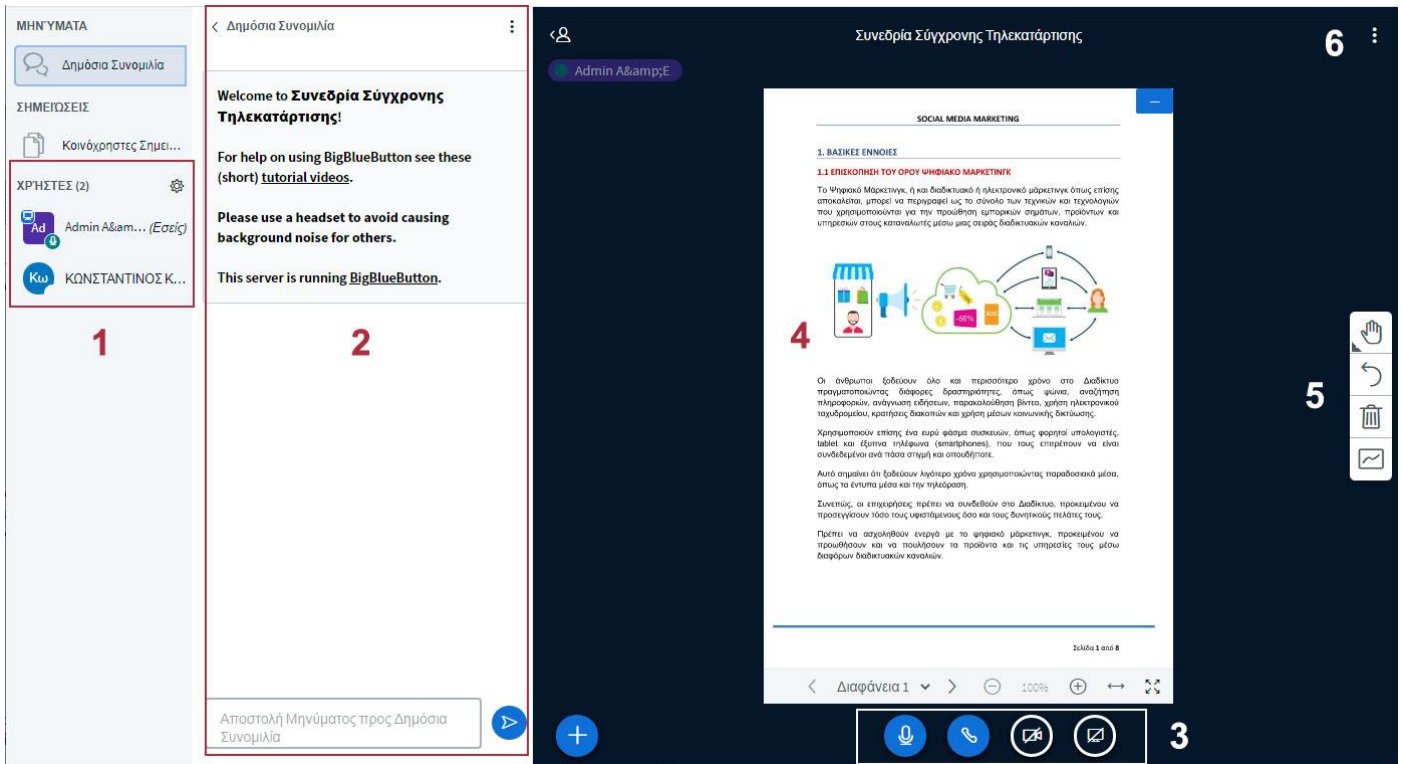 ΜΗΝΎΜΑΤΑ
Δημόσια Συνομιλία
ΣΗΜΕΙΏΣΕΙΣ
Κοινόχρηστες Σημει...
ΧΡΉΣΤΕΣ (2)
Ad
Admin A&am... (Εσείς)
Κω
ΚΩΝΣΤΑΝΤΙΝΟΣ Κ...
1
Δημόσια Συνομιλία
Welcome to Συνεδρία Σύγχρονης
Τηλεκατάρτισης!
For help on using BigBlueButton see these
(short) tutorial videos.
Please use a headset to avoid causing
background noise for others.
This server is running BigBlueButton.
2
Αποστολή Μηνύματος προς Δημόσια
Συνομιλία
Συνεδρία Σύγχρονης Τηλεκατάρτισης
6
Admin A&amp;E
SOCIAL MEDIA MARKETING
1. ΒΑΣΙΚΕΣ ΕΝΝΟΙΕΣ
1.1 ΕΠΙΣΚΟΠΗΣΗ ΤΟΥ ΟΡΟΥ ΨΗΦΙΑΚΟ ΜΑΡΚΕΤΙΝΓΚ
Το Ψηφιακό Μάρκετινγκ, ή και διαδικτυακό ή ηλεκτρονικό μάρκετινγκ όπως επίσης
αποκαλείται, μπορεί να περιγραφεί ως το σύνολο των τεχνικών και τεχνολογιών
που χρησιμοποιούνται για την προώθηση εμπορικών σημάτων, προϊόντων και
υπηρεσιών στους καταναλωτές μέσω μιας σειράς διαδικτυακών καναλιών.
-50%
4
Οι άνθρωποι ξοδεύουν όλο και περισσότερο χρόνο στο Διαδίκτυο
πραγματοποιώντας διάφορες δραστηριότητες, όπως ψώνια, αναζήτηση
πληροφοριών, ανάγνωση ειδήσεων, παρακολούθηση βίντεο, χρήση ηλεκτρονικού
ταχυδρομείου, κρατήσεις διακοπών και χρήση μέσων κοινωνικής δικτύωσης.
Χρησιμοποιούν επίσης ένα ευρύ φάσμα συσκευών, όπως φορητοί υπολογιστές,
tablet και έξυπνα τηλέφωνα (smartphones), που τους επιτρέπουν να είναι
συνδεδεμένοι ανά πάσα στιγμή και οπουδήποτε.
Αυτό σημαίνει ότι ξοδεύουν λιγότερο χρόνο χρησιμοποιώντας παραδοσιακά μέσα,
όπως τα έντυπα μέσα και την τηλεόραση.
Συνεπώς, οι επιχειρήσεις πρέπει να συνδεθούν στο Διαδίκτυο, προκειμένου να
προσεγγίσουν τόσο τους υφιστάμενους όσο και τους δυνητικούς πελάτες τους.
Πρέπει να ασχοληθούν ενεργά με το ψηφιακό μάρκετινγκ, προκειμένου να
προωθήσουν και να πουλήσουν τα προϊόντα και τις υπηρεσίες τους μέσω
διαφόρων διαδικτυακών καναλιών.
Σελίδα 1 από 8
Διαφάνεια 1
100%
5
3